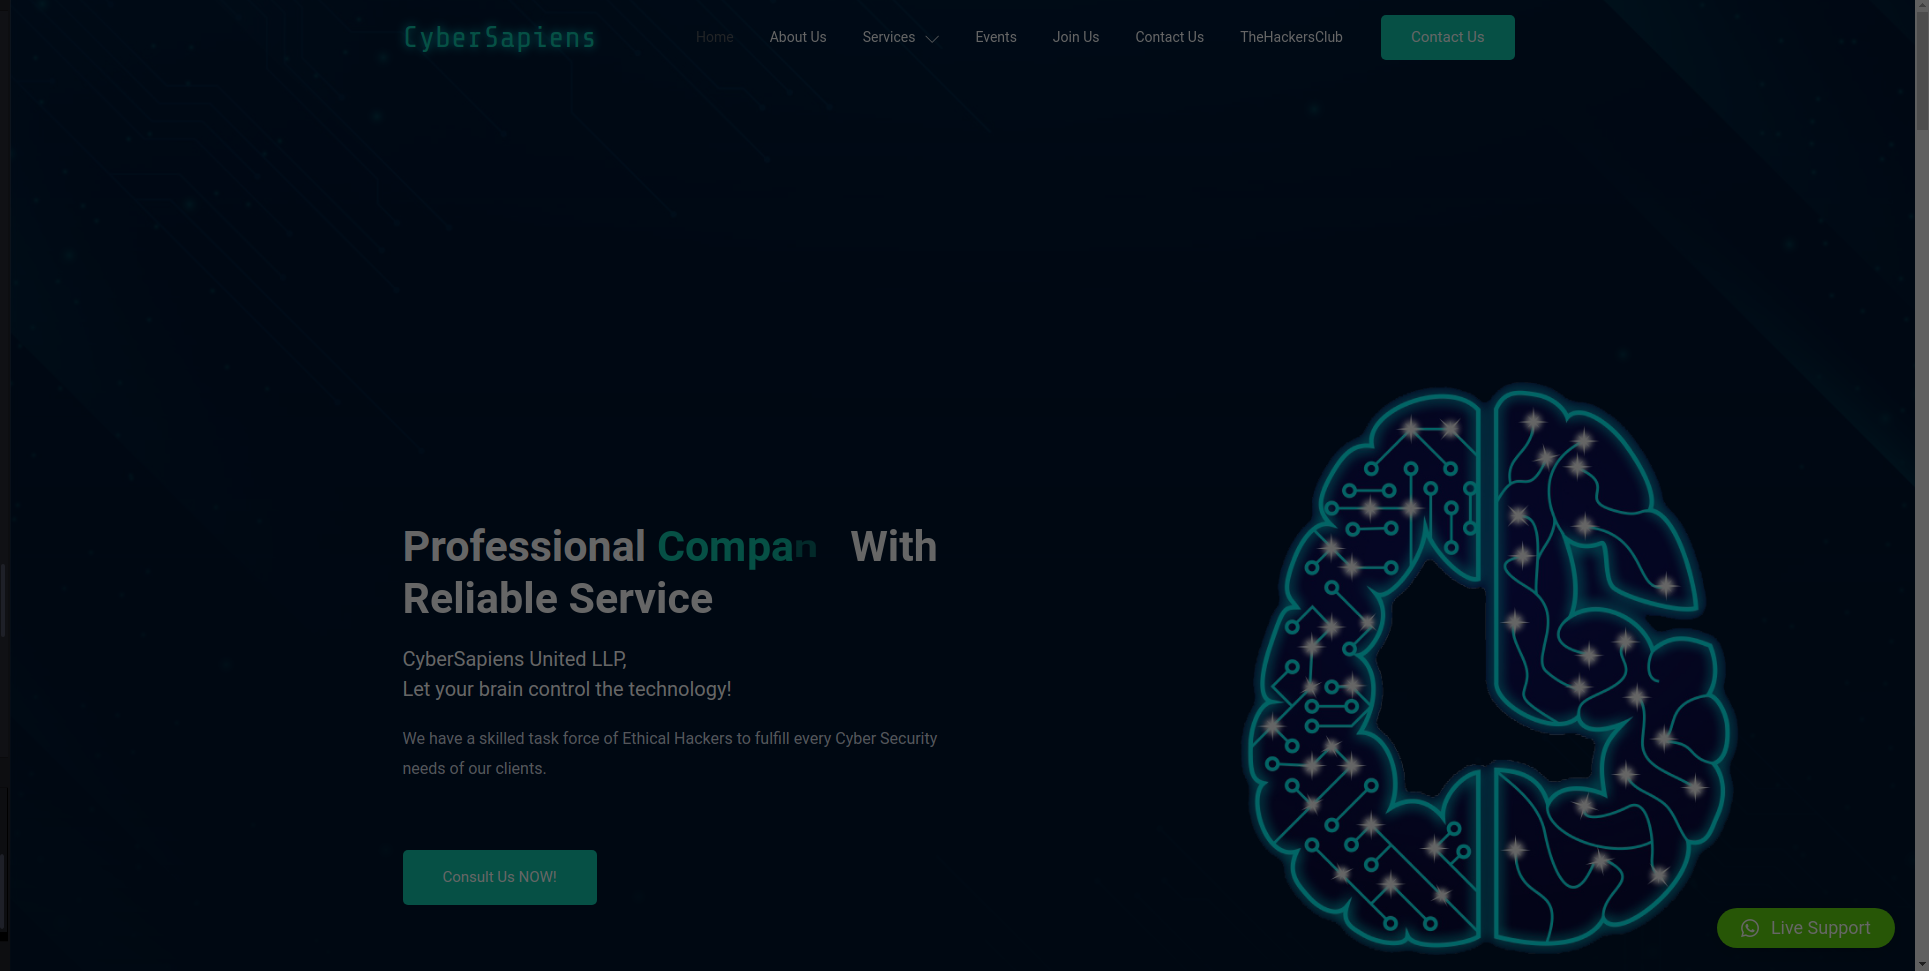 CyberSapiens
Home About Us Services Events Join Us Contact Us TheHackersClub Contact Us
Professional Compan With
Reliable Service
CyberSapiens United LLP,
Let your brain control the technology!
We have a skilled task force of Ethical Hackers to fulfill every Cyber Security
needs of our clients.
Consult Us NOW!
Live Support